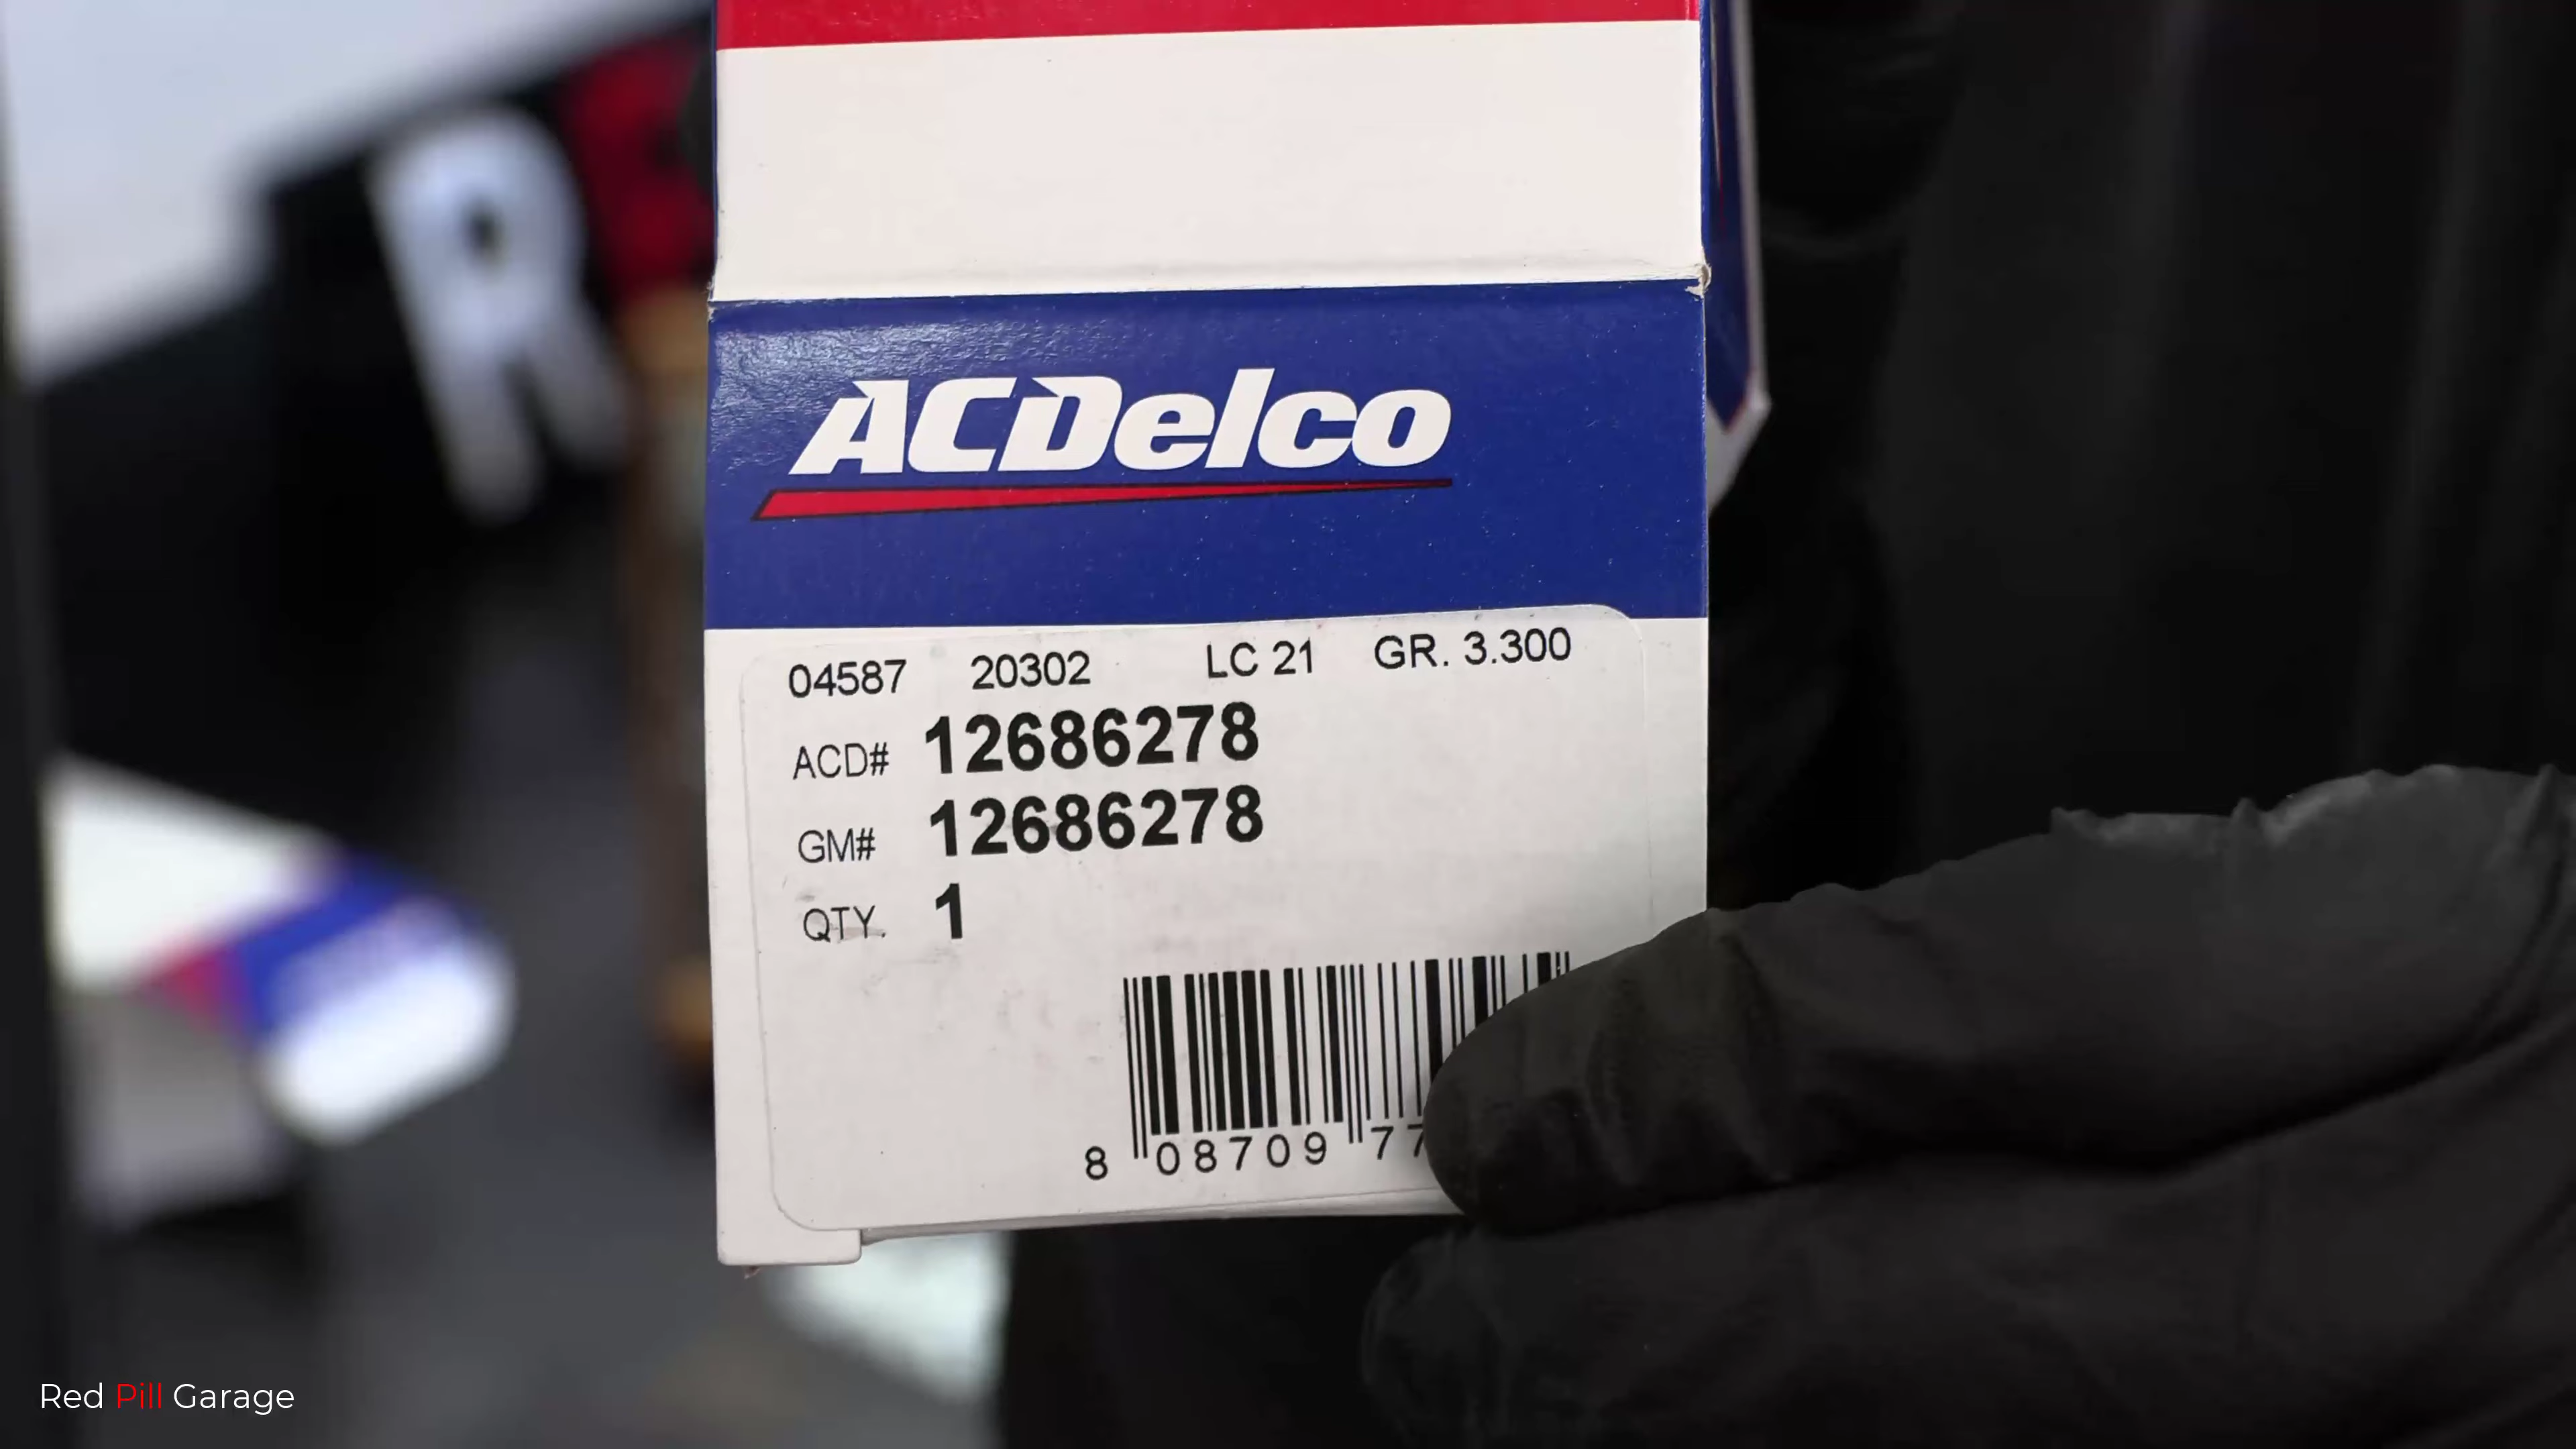 R
ACDelco
04587 20302 LC 21 GR. 3.300
ACD# 12686278
GM# 12686278
QTY. 1
8 08709 77
Red Pill Garage